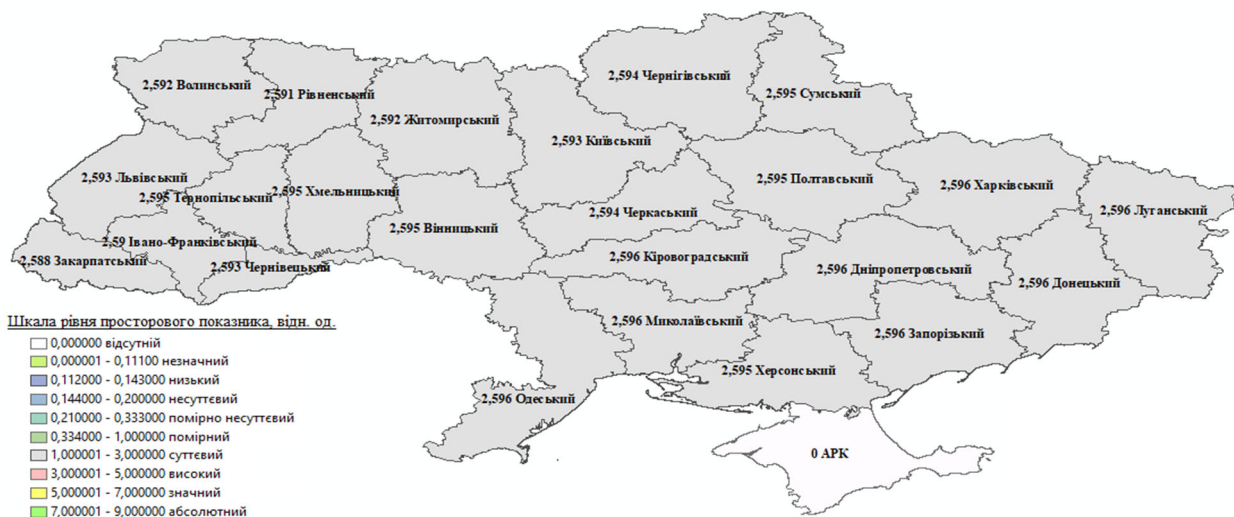 2,594 Чернігівський
2,592 Волинський
2,591 Рівненський
2,595 Сумський
2,592 Житомирський
2,593 Київський
2,593 Львівський
2,595 Тернопільський
2,595 Хмельницький
2,595 Полтавський
2,596 Харківський
2,594 Черкаський
2,596 Луганський
2,595 Вінницький
2,59 Івано-Франківський
2,588 Закарпатський
2,593 Чернівецький
2,596 Кіровоградський
2,596 Дніпропетровський
2,596 Донецький
2,596 Миколаївський
2,596 Запорізький
2,595 Херсонський
2,596 Одеський
0 АРК
Шкала рівня просторового показника, відн. од.
0,000000 відсутній
0,000001 - 0,11100 незначний
0,112000 - 0,143000 низький
0,144000 - 0,200000 несуттєвий
0,210000 - 0,333000 помірно несуттєвий
0,334000 - 1,000000 помірний
1,000001 - 3,000000 суттєвий
3,000001 - 5,000000 високий
5,000001 - 7,000000 значний
7,000001 - 9,000000 абсолютний